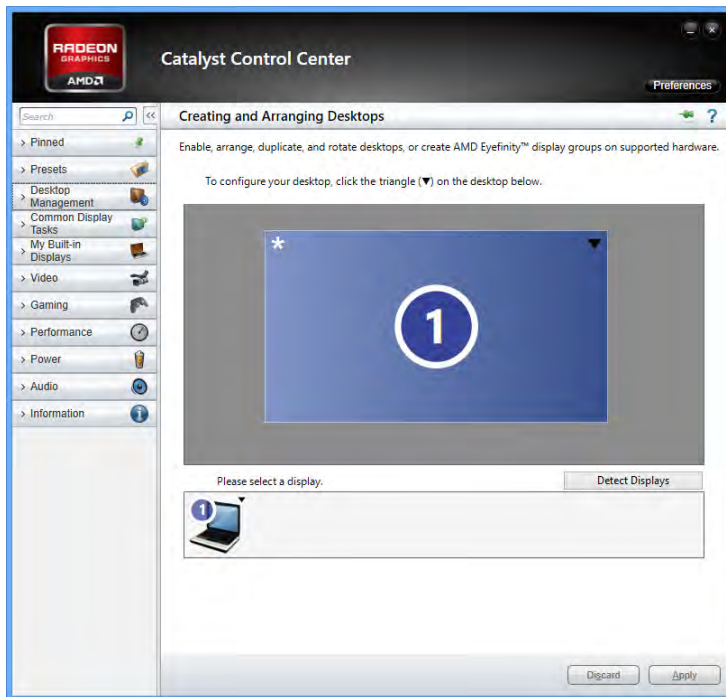 RADEON
GRAPHICS
AMD
Catalyst Control Center
Preferences
Search
<<
Creating and Arranging Desktops
?
> Pinned
> Presets
> Desktop
Management
> Common Display
Tasks
> My Built-in
Displays
> Video
> Gaming
> Performance
> Power
> Audio
> Information
Enable, arrange, duplicate, and rotate desktops, or create AMD Eyefinity™ display groups on supported hardware.
To configure your desktop, click the triangle (▼) on the desktop below.
*
1
Please select a display.
Detect Displays
1
Discard
Apply